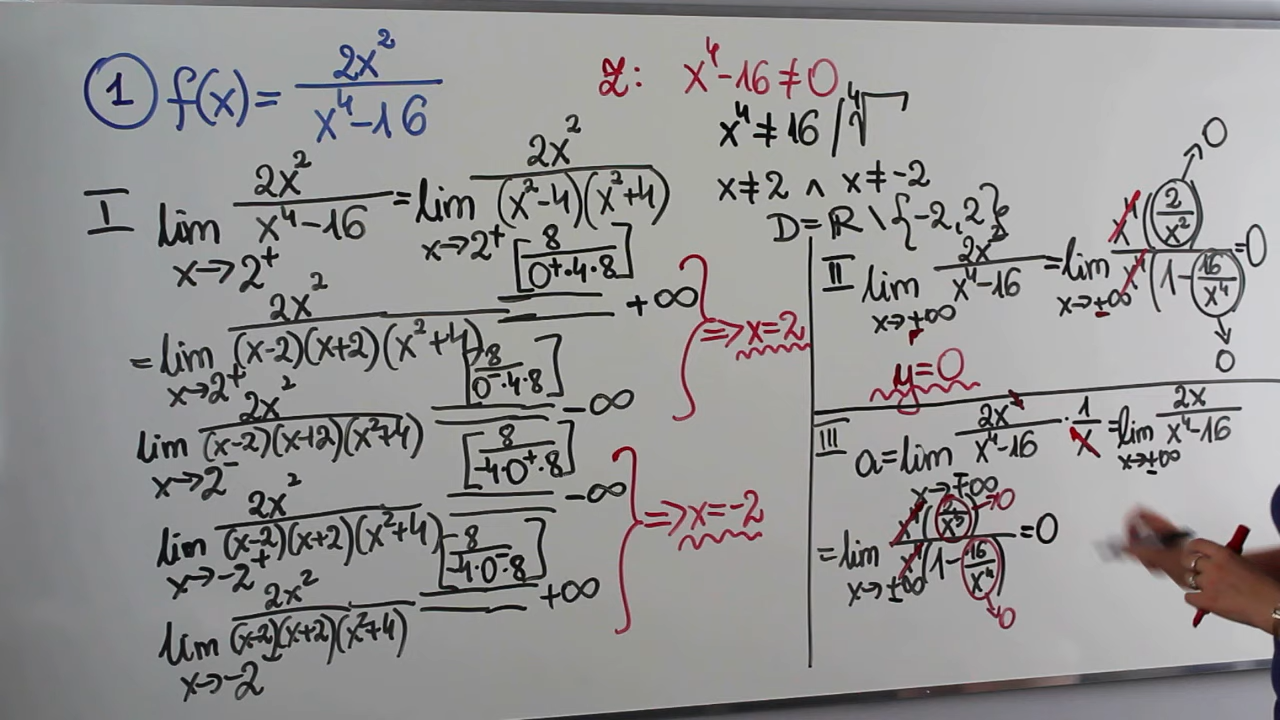 ① f(x) = 2x²/(x⁴-16)
Z: x⁴-16≠0
x⁴≠16 /⁴√
x≠2 ∧ x≠-2
D=ℝ\{-2,2}
I lim x→2⁺ 2x²/(x⁴-16) = lim x→2⁺ 2x²/((x²-4)(x²+4))
= lim x→2⁺ 2x²/((x-2)(x+2)(x²+4)) =[8/(0⁺·4·8)]= +∞
lim x→2⁻ 2x²/((x-2)(x+2)(x²+4)) =[8/(0⁻·4·8)]= -∞
} ⇒ x=2
lim x→-2⁺ 2x²/((x-2)(x+2)(x²+4)) =[8/(-4·0⁺·8)]= -∞
lim x→-2⁻ 2x²/((x-2)(x+2)(x²+4)) =[8/(-4·0⁻·8)]= +∞
} ⇒ x=-2
II lim x→±∞ 2x²/(x⁴-16) = lim x→±∞ x⁴(2/x²)/(x⁴(1-16/x⁴)) = 0
→0
→0
y=0
III a=lim x→±∞ 2x²/(x⁴-16) · 1/x = lim x→±∞ 2x/(x⁴-16)
= lim x→±∞ x⁴(2/x³)/(x⁴(1-16/x⁴)) = 0
→0
→0